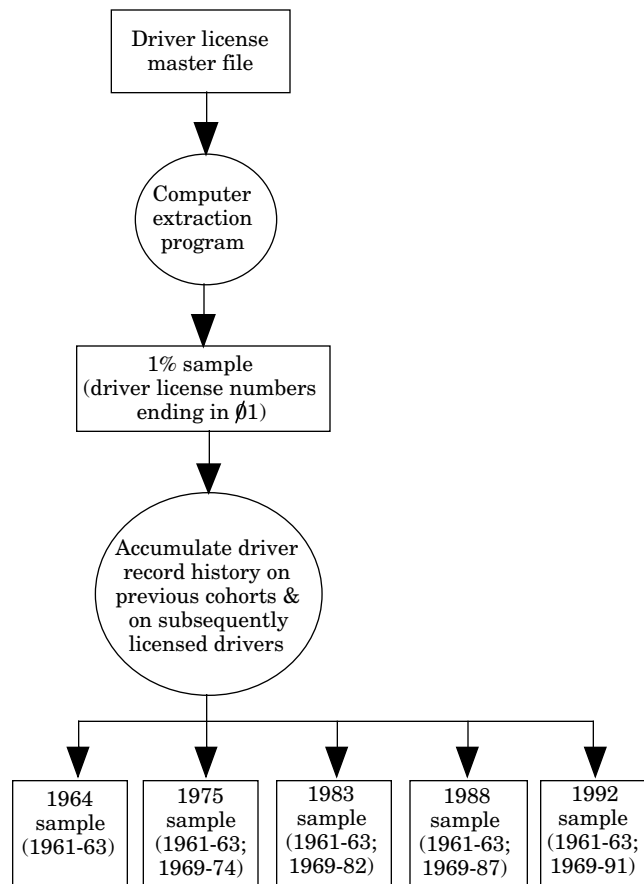 Driver license
master file
Computer
extraction
program
1% sample
(driver license numbers
ending in Ø1)
Accumulate driver
record history on
previous cohorts &
on subsequently
licensed drivers
1964
sample
(1961-63)
1975
sample
(1961-63;
1969-74)
1983
sample
(1961-63;
1969-82)
1988
sample
(1961-63;
1969-87)
1992
sample
(1961-63;
1969-91)